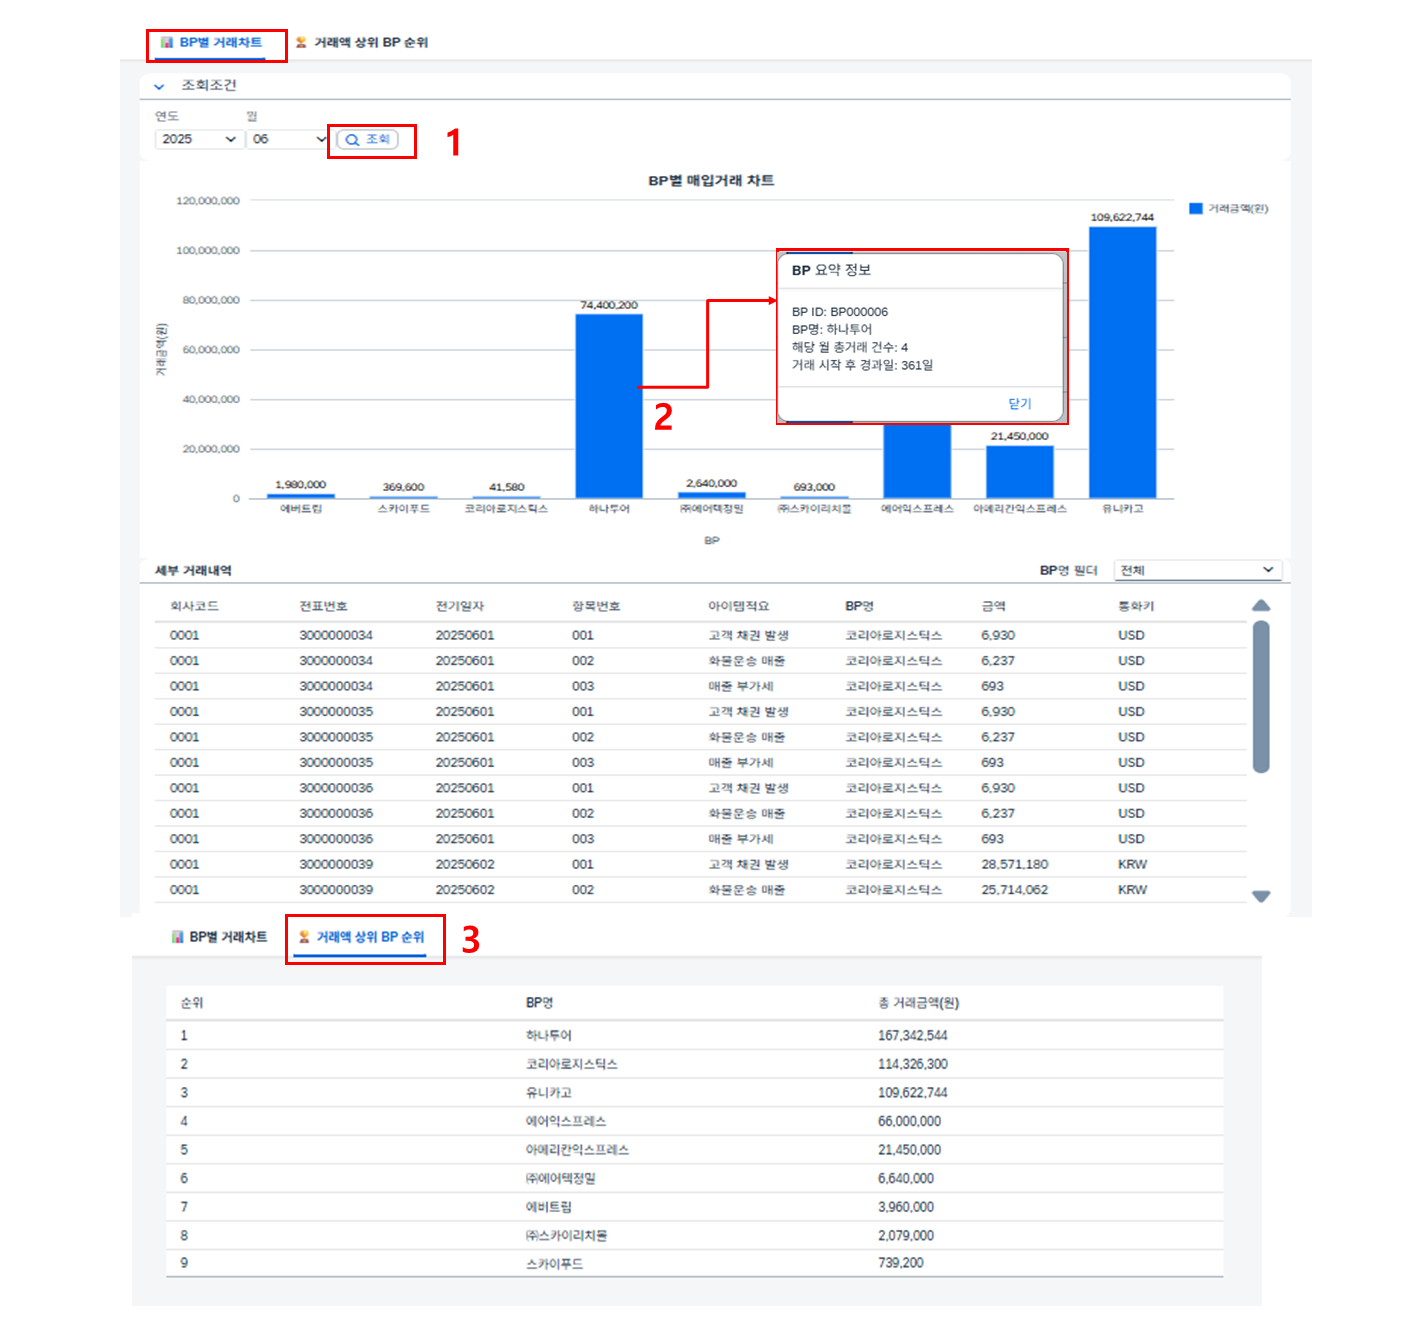 BP별 거래차트 거래액 상위 BP 순위
조회조건
연도 월
2025 06 조회 1
BP별 매입거래 차트
거래금액(원)
120,000,000
100,000,000
80,000,000
60,000,000
40,000,000
20,000,000
0
거래금액(원)
1,980,000
369,600
41,580
74,400,200
2,640,000
693,000
21,450,000
109,622,744
2
BP 요약 정보
BP ID: BP000006
BP명: 하나투어
해당 월 총거래 건수: 4
거래 시작 후 경과일: 361일
닫기
에버트립 스카이푸드 코리아로지스틱스 하나투어 ㈜에어텍정밀 ㈜스카이리치몰 에어익스프레스 아메리칸익스프레스 유니카고
BP
세부 거래내역 BP명 필터 전체
회사코드 전표번호 전기일자 항목번호 아이템적요 BP명 금액 통화키
0001 3000000034 20250601 001 고객 채권 발생 코리아로지스틱스 6,930 USD
0001 3000000034 20250601 002 화물운송 매출 코리아로지스틱스 6,237 USD
0001 3000000034 20250601 003 매출 부가세 코리아로지스틱스 693 USD
0001 3000000035 20250601 001 고객 채권 발생 코리아로지스틱스 6,930 USD
0001 3000000035 20250601 002 화물운송 매출 코리아로지스틱스 6,237 USD
0001 3000000035 20250601 003 매출 부가세 코리아로지스틱스 693 USD
0001 3000000036 20250601 001 고객 채권 발생 코리아로지스틱스 6,930 USD
0001 3000000036 20250601 002 화물운송 매출 코리아로지스틱스 6,237 USD
0001 3000000036 20250601 003 매출 부가세 코리아로지스틱스 693 USD
0001 3000000039 20250602 001 고객 채권 발생 코리아로지스틱스 28,571,180 KRW
0001 3000000039 20250602 002 화물운송 매출 코리아로지스틱스 25,714,062 KRW
BP별 거래차트 거래액 상위 BP 순위 3
순위 BP명 총 거래금액(원)
1 하나투어 167,342,544
2 코리아로지스틱스 114,326,300
3 유니카고 109,622,744
4 에어익스프레스 66,000,000
5 아메리칸익스프레스 21,450,000
6 ㈜에어텍정밀 6,640,000
7 에버트립 3,960,000
8 ㈜스카이리치몰 2,079,000
9 스카이푸드 739,200